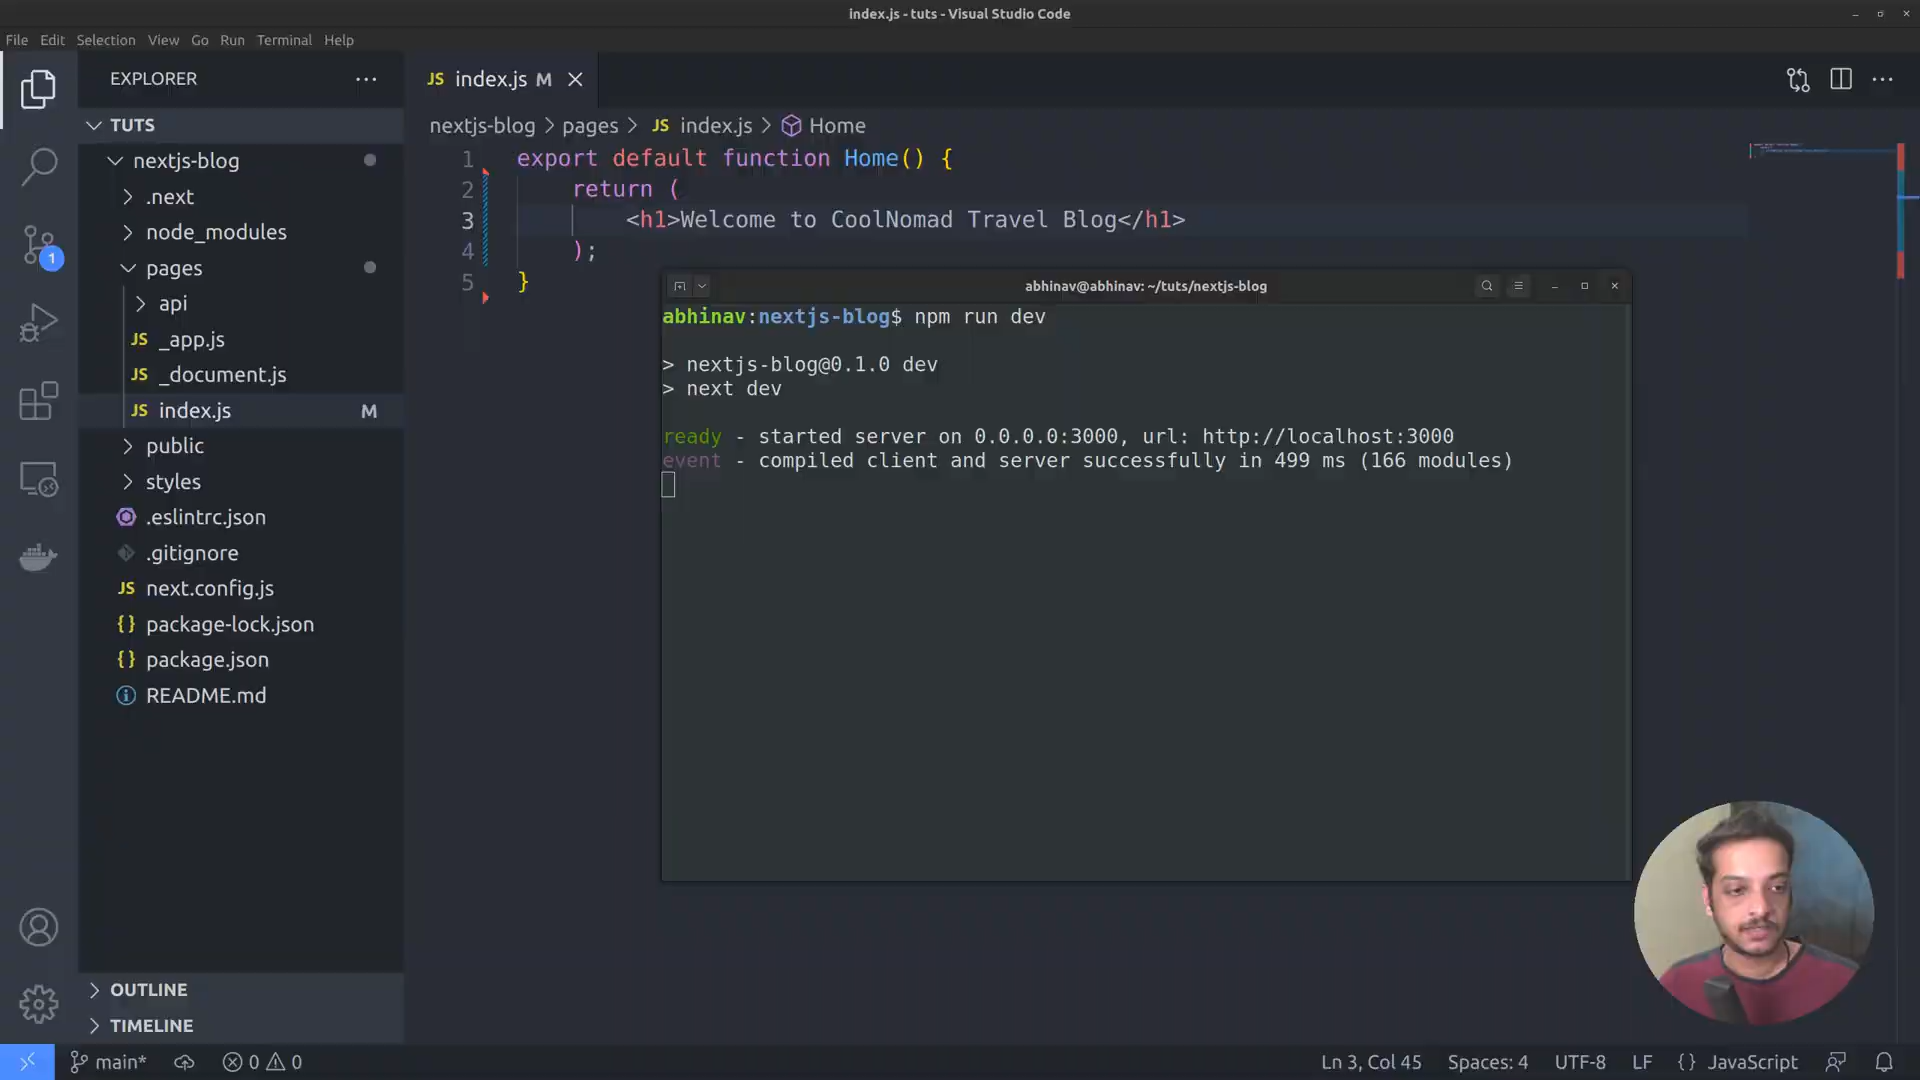 index.js - tuts - Visual Studio Code
File Edit Selection View Go Run Terminal Help
EXPLORER
JS index.js M
TUTS
nextjs-blog > pages > JS index.js > Home
nextjs-blog
.next
node_modules
pages
api
JS _app.js
JS _document.js
JS index.js M
public
styles
.eslintrc.json
.gitignore
JS next.config.js
{} package-lock.json
{} package.json
README.md
1
OUTLINE
TIMELINE
1 export default function Home() {
2 return (
3 <h1>Welcome to CoolNomad Travel Blog</h1>
4 );
5 }
abhinav@abhinav: ~/tuts/nextjs-blog
abhinav:nextjs-blog$ npm run dev
> nextjs-blog@0.1.0 dev
> next dev
ready - started server on 0.0.0.0:3000, url: http://localhost:3000
event - compiled client and server successfully in 499 ms (166 modules)
main* 0 0 Ln 3, Col 45 Spaces: 4 UTF-8 LF {} JavaScript